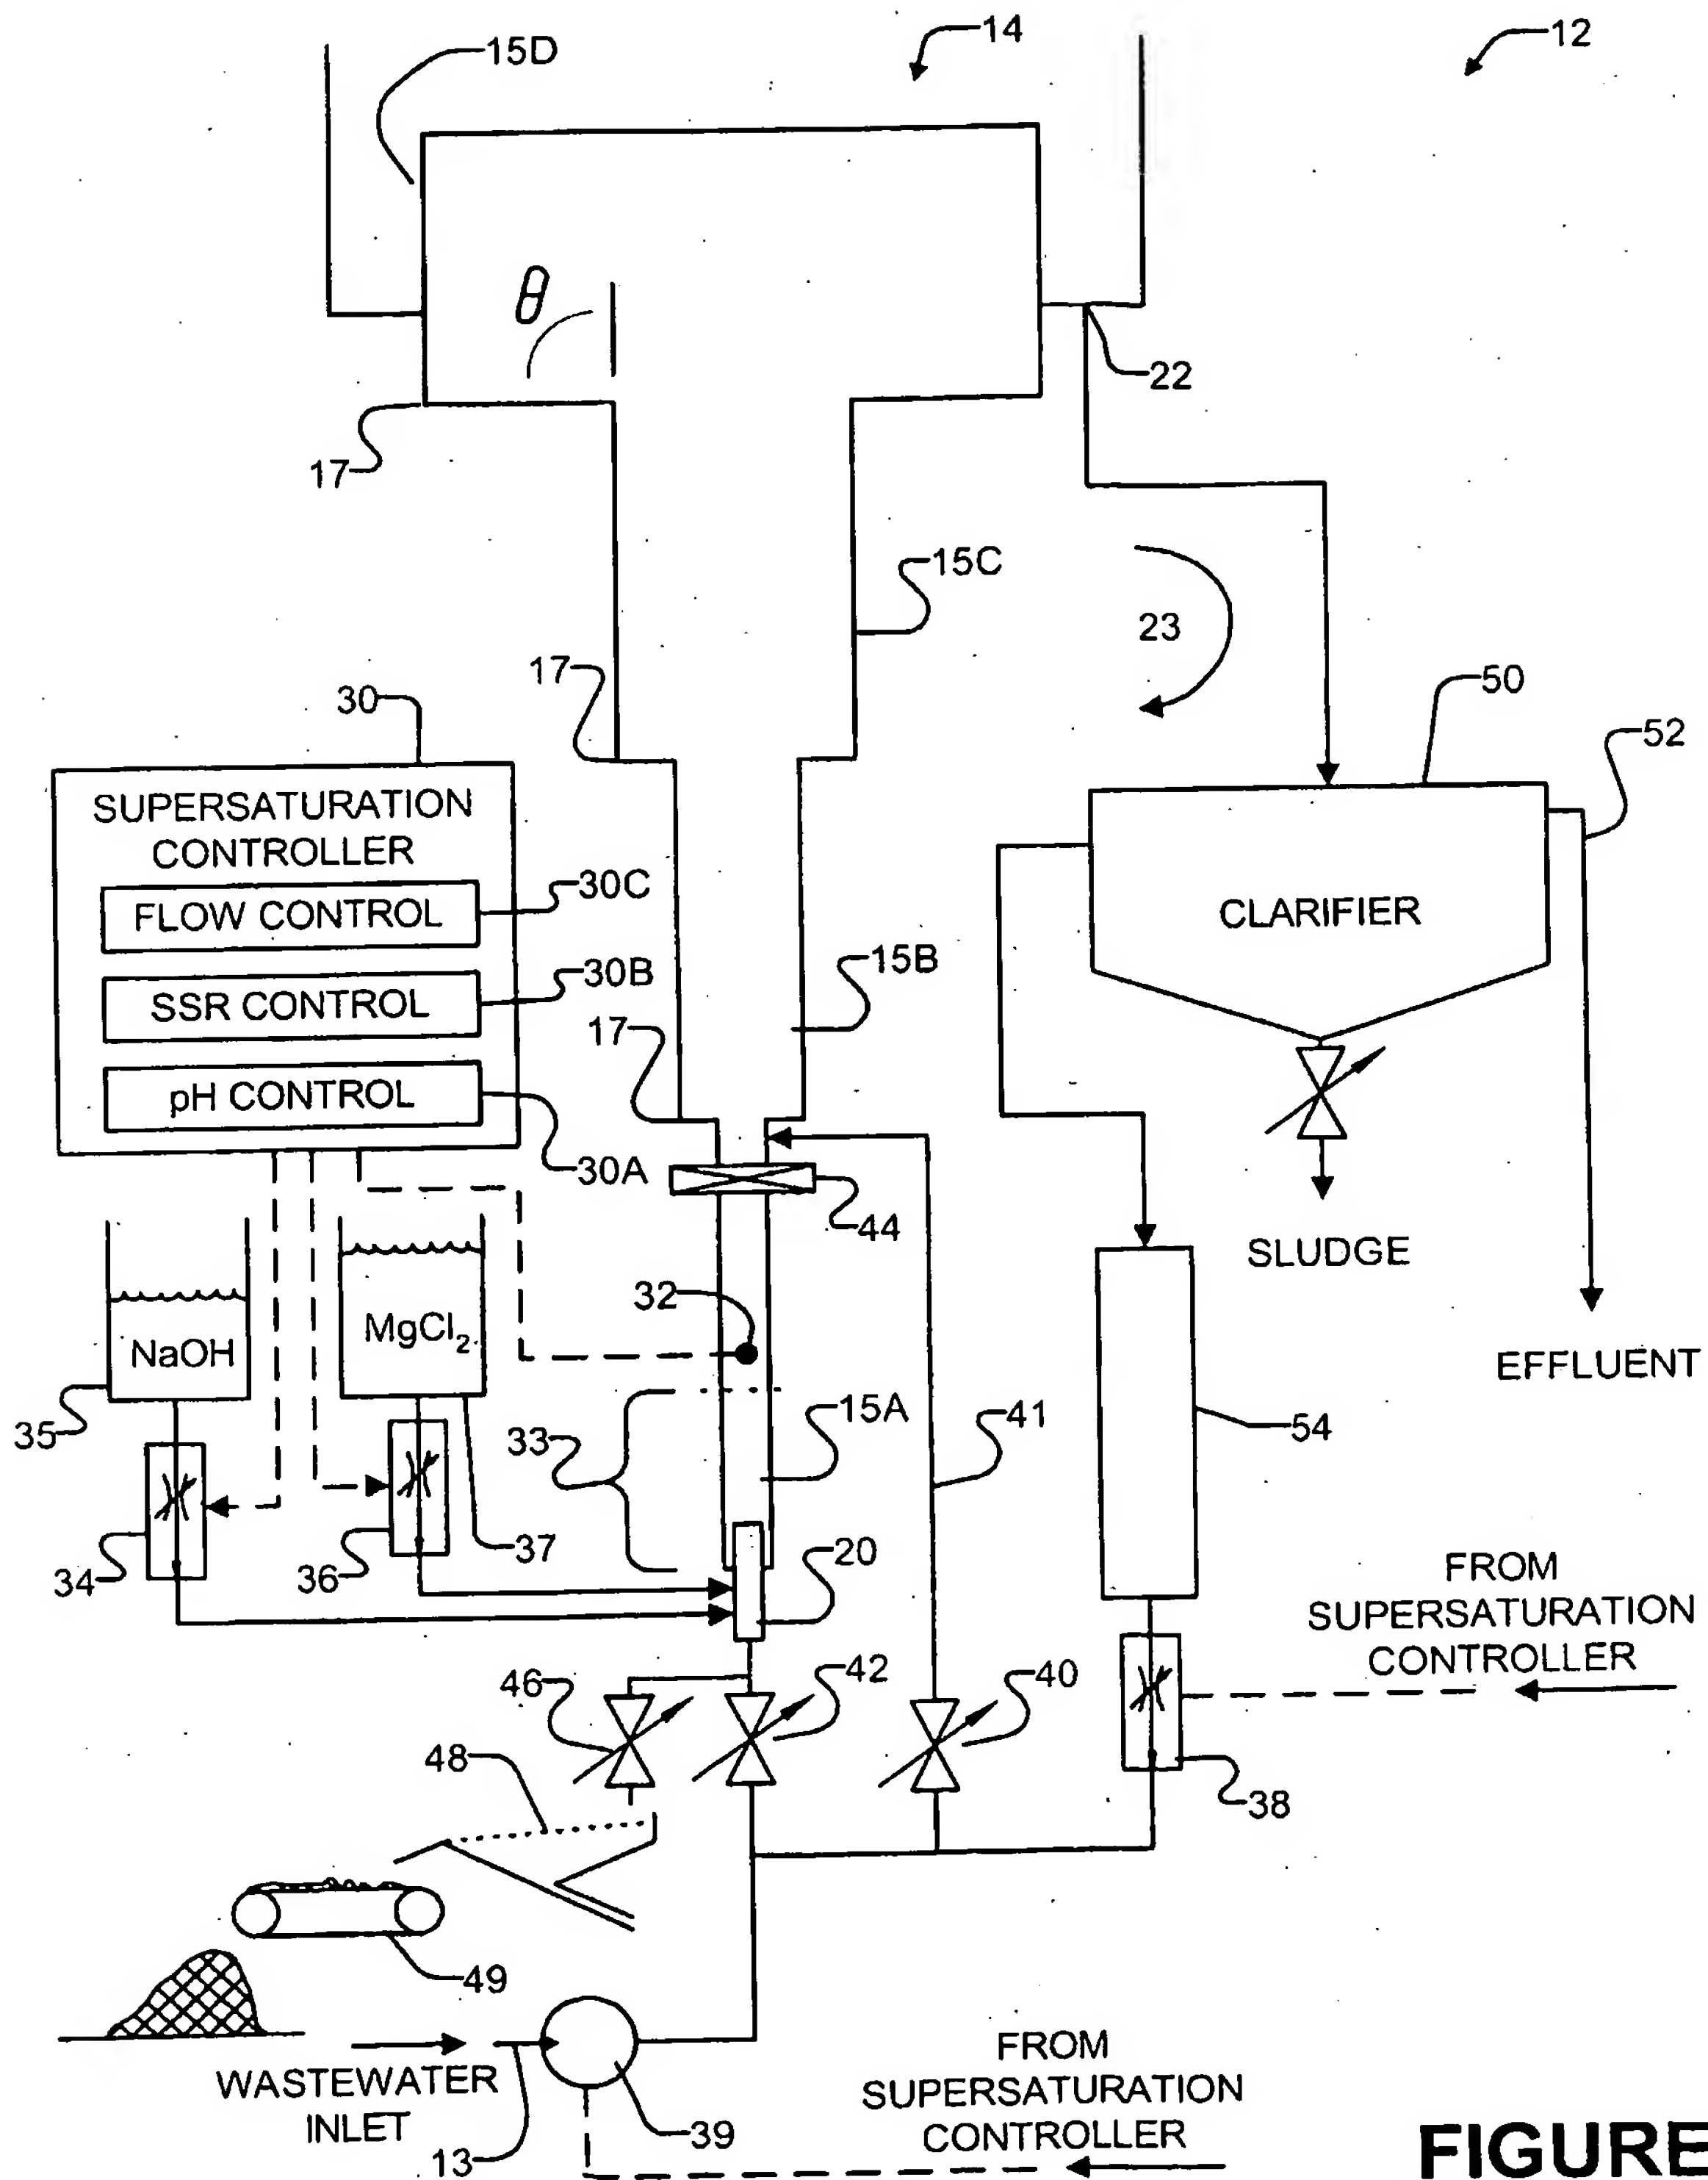 14
12
15D
θ
22
17
15C
23
17
30
50
52
SUPERSATURATION
CONTROLLER
FLOW CONTROL
30C
CLARIFIER
SSR CONTROL
30B
15B
17
pH CONTROL
30A
44
SLUDGE
32
NaOH
MgCl₂
EFFLUENT
35
33
15A
41
54
34
36
37
20
FROM
SUPERSATURATION
CONTROLLER
46
42
40
48
38
49
WASTEWATER
INLET
13
39
FROM
SUPERSATURATION
CONTROLLER
FIGURE